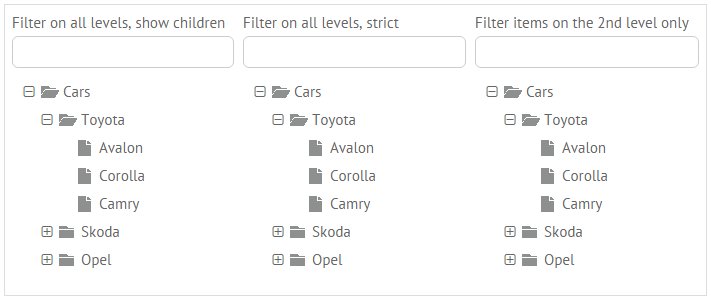 Filter on all levels, show children
Filter on all levels, strict
Filter items on the 2nd level only
Cars
Toyota
Avalon
Corolla
Camry
Skoda
Opel
Cars
Toyota
Avalon
Corolla
Camry
Skoda
Opel
Cars
Toyota
Avalon
Corolla
Camry
Skoda
Opel